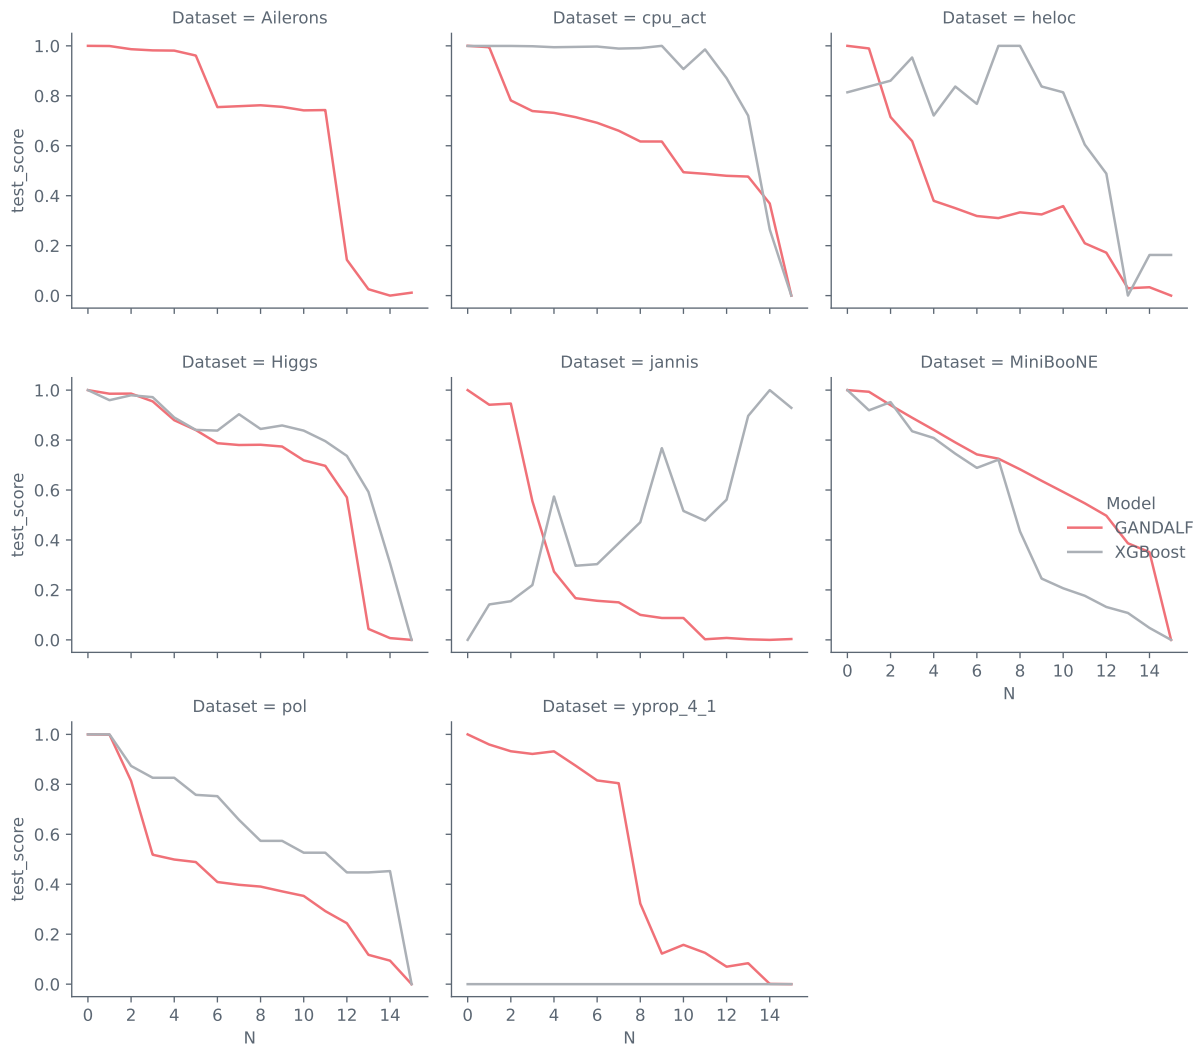 Dataset = Ailerons
Dataset = cpu_act
Dataset = heloc
test_score
1.0
0.8
0.6
0.4
0.2
0.0
Dataset = Higgs
Dataset = jannis
Dataset = MiniBooNE
test_score
1.0
0.8
0.6
0.4
0.2
0.0
Model
GANDALF
XGBoost
0 2 4 6 8 10 12 14
N
Dataset = pol
Dataset = yprop_4_1
test_score
1.0
0.8
0.6
0.4
0.2
0.0
0 2 4 6 8 10 12 14
N
0 2 4 6 8 10 12 14
N